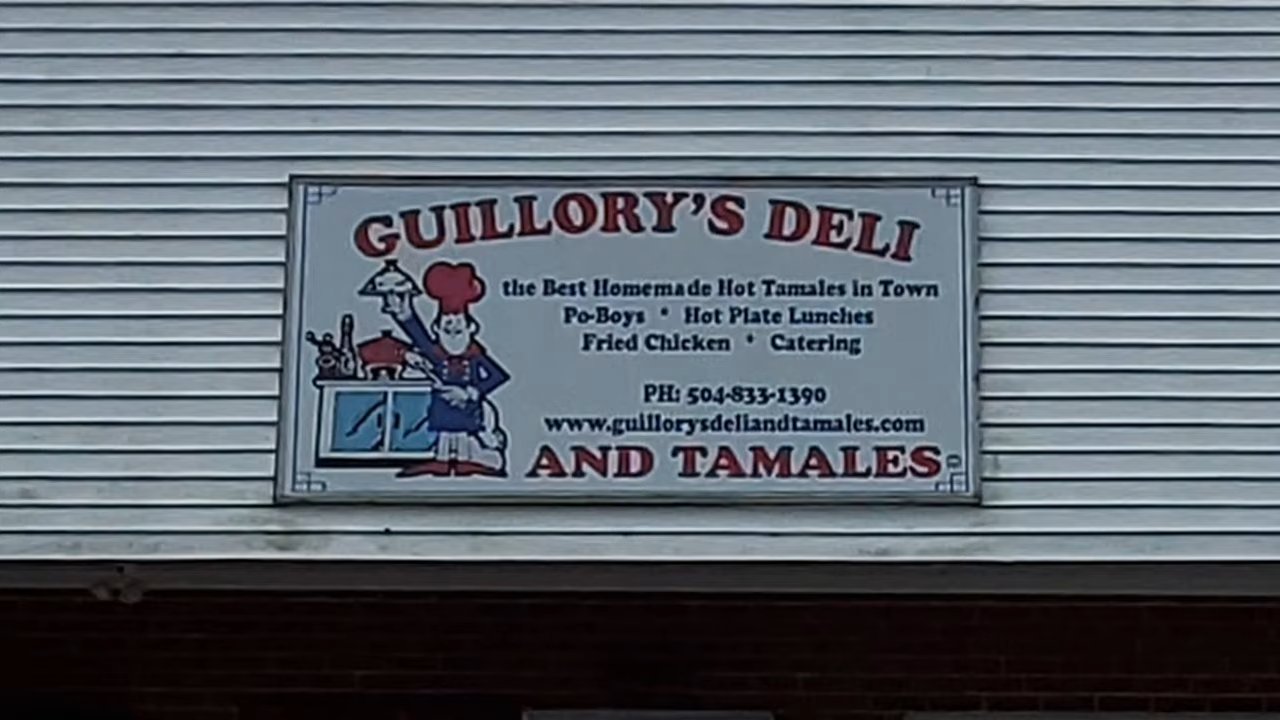 GUILLORY'S DELI
the Best Homemade Hot Tamales in Town
Po-Boys * Hot Plate Lunches
Fried Chicken * Catering
PH: 504-833-1390
www.guillorysdeliandtamales.com
AND TAMALES